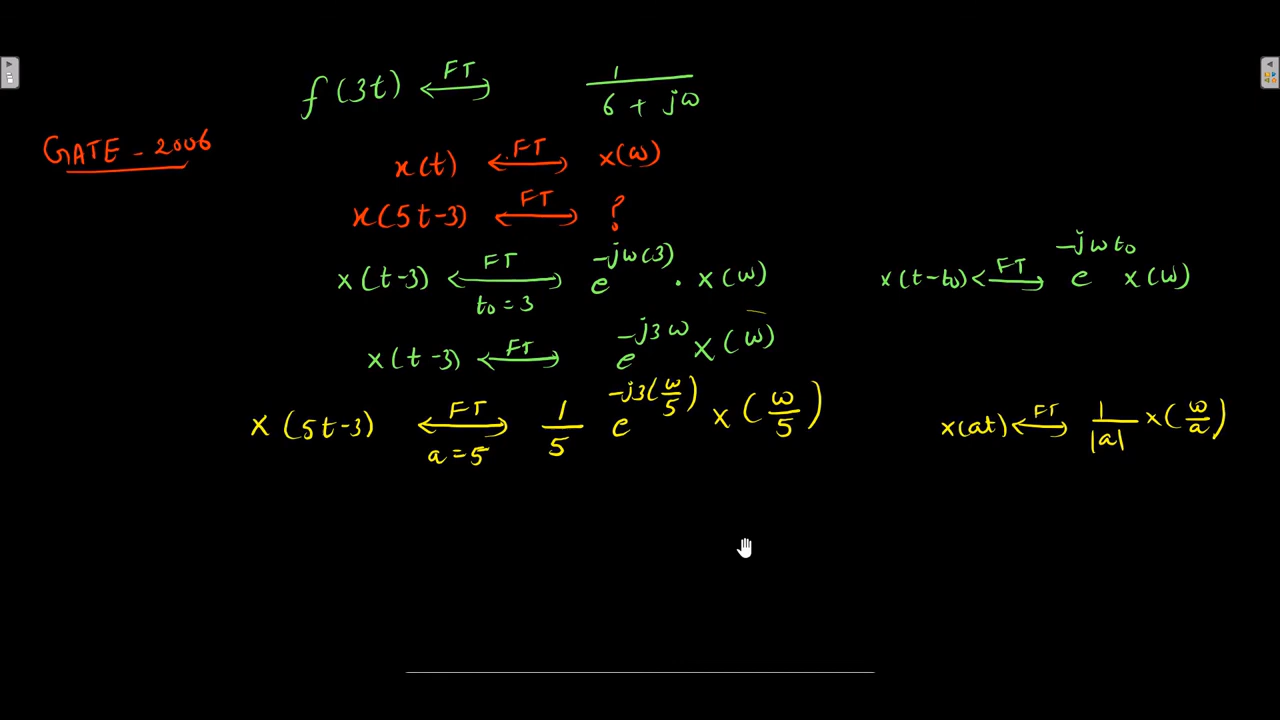 f(3t) ⟷FT 1/(6 + jω)
GATE - 2006
x(t) ⟷FT x(ω)
x(5t-3) ⟷FT ?
x(t-3) ⟷FT t₀=3 e^(-jω(3)) · x(ω)
x(t-t₀) ⟷FT e^(-jωt₀) x(ω)
x(t-3) ⟷FT e^(-j3ω) X(ω)
x(5t-3) ⟷FT a=5 1/5 e^(-j3(ω/5)) x(ω/5)
x(at) ⟷FT 1/|a| x(ω/a)